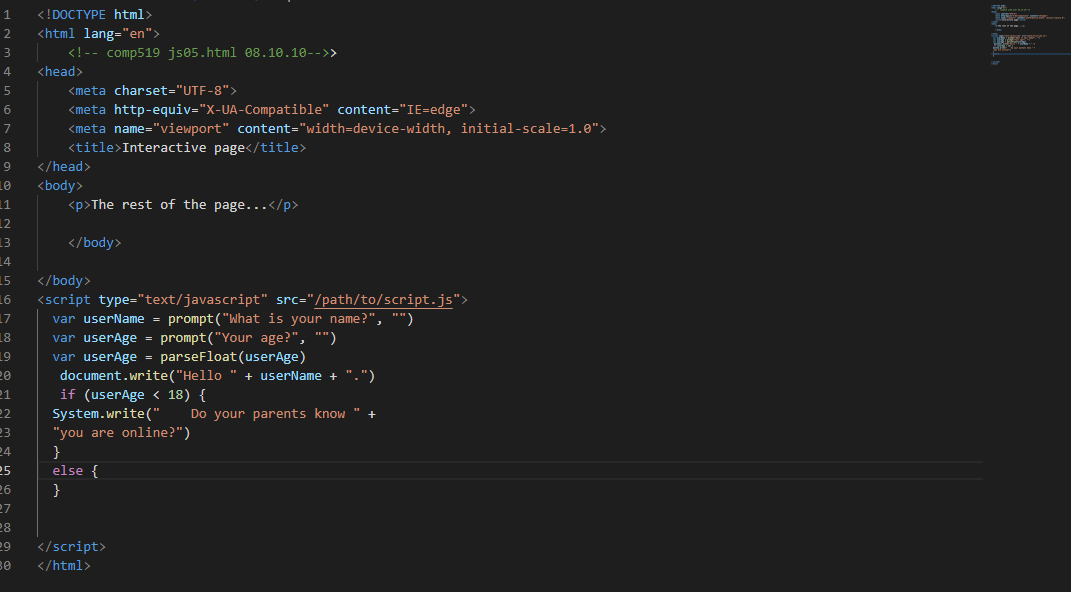 1 <!DOCTYPE html>
2 <html lang="en">
3     <!-- comp519 js05.html 08.10.10-->>
4 <head>
5     <meta charset="UTF-8">
6     <meta http-equiv="X-UA-Compatible" content="IE=edge">
7     <meta name="viewport" content="width=device-width, initial-scale=1.0">
8     <title>Interactive page</title>
9 </head>
10 <body>
11     <p>The rest of the page...</p>
12
13     </body>
14
15 </body>
16 <script type="text/javascript" src="/path/to/script.js">
17   var userName = prompt("What is your name?", "")
18   var userAge = prompt("Your age?", "")
19   var userAge = parseFloat(userAge)
20    document.write("Hello " + userName + ".")
21    if (userAge < 18) {
22   System.write("    Do your parents know " +
23   "you are online?")
24   }
25   else {
26   }
27
28
29 </script>
30 </html>